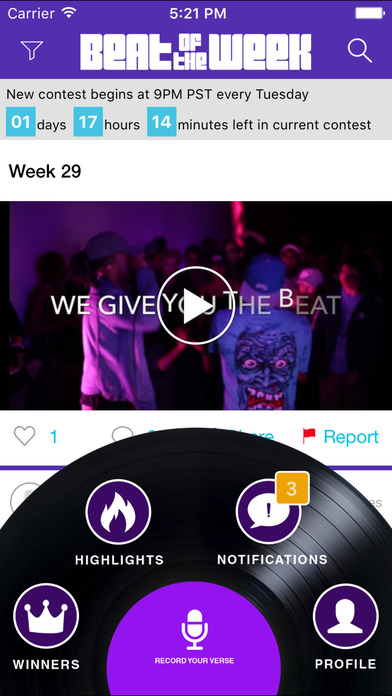 Carrier 5:21 PM
BEAT OF THE WEEK
New contest begins at 9PM PST every Tuesday
01 days 17 hours 14 minutes left in current contest
Week 29
WE GIVE YOU THE BEAT
1 Report
3
HIGHLIGHTS NOTIFICATIONS
WINNERS PROFILE
RECORD YOUR VERSE